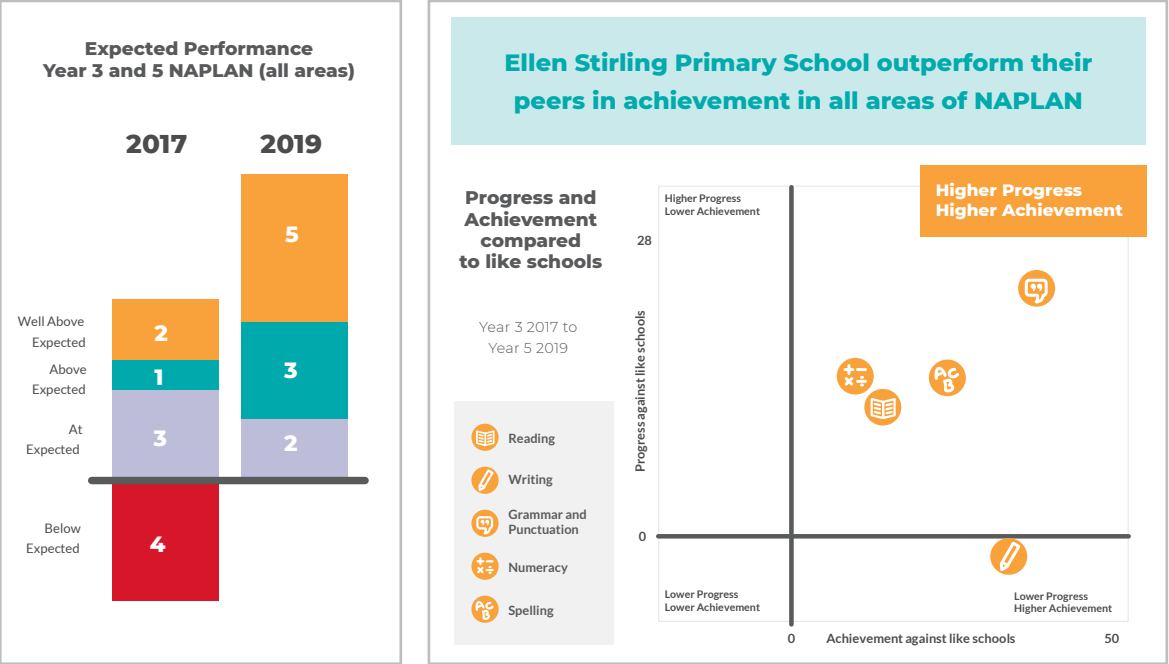 Expected Performance
Year 3 and 5 NAPLAN (all areas)
2017
2019
5
3
2
2
1
3
4
Well Above
Expected
Above
Expected
At
Expected
Below
Expected
Ellen Stirling Primary School outperform their
peers in achievement in all areas of NAPLAN
Progress and
Achievement
compared
to like schools
Year 3 2017 to
Year 5 2019
Reading
Writing
Grammar and
Punctuation
Numeracy
Spelling
Higher Progress
Lower Achievement
Higher Progress
Higher Achievement
28
Progress against like schools
0
Lower Progress
Lower Achievement
Lower Progress
Higher Achievement
0
Achievement against like schools
50